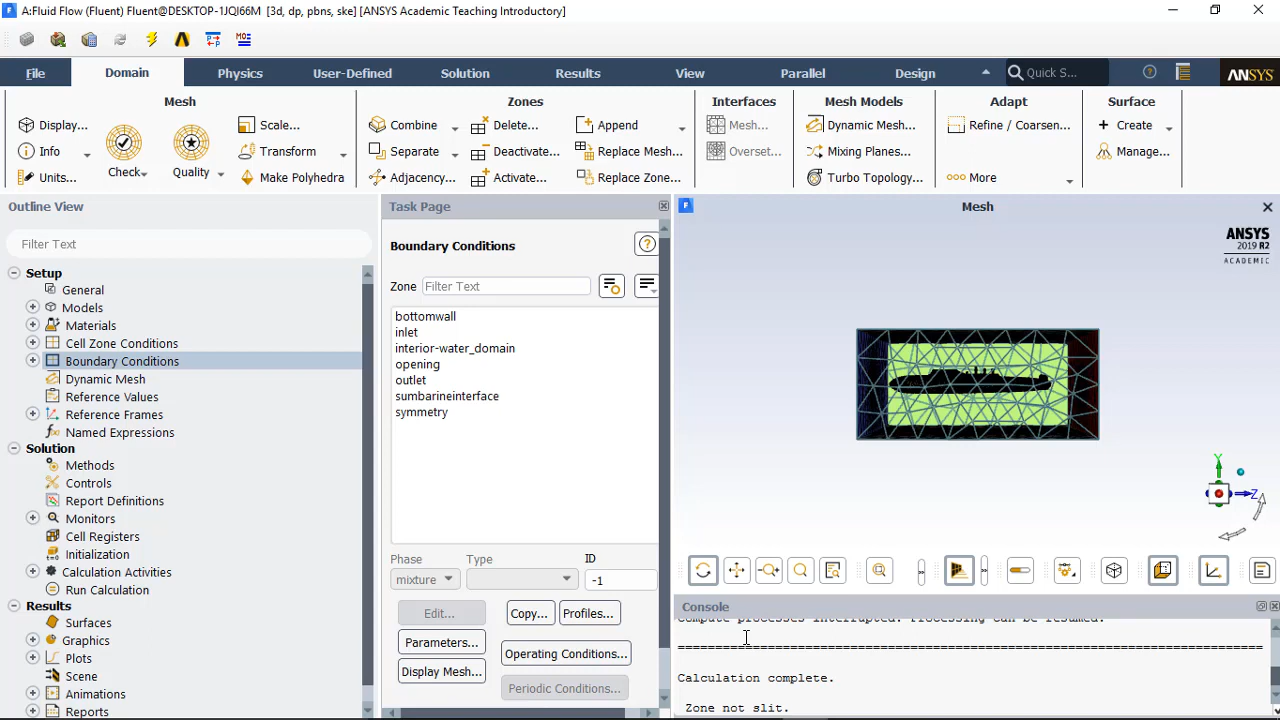 A:Fluid Flow (Fluent) Fluent@DESKTOP-1JQI66M [3d, dp, pbns, ske] [ANSYS Academic Teaching Introductory]
File Domain Physics User-Defined Solution Results View Parallel Design Quick S... ANSYS
Mesh Zones Interfaces Mesh Models Adapt Surface
Display... Scale... Combine Delete... Append Mesh... Dynamic Mesh... Refine / Coarsen... Create
Info Transform Separate Deactivate... Replace Mesh... Overset... Mixing Planes... Manage...
Check Quality
Units... Make Polyhedra Adjacency... Activate... Replace Zone... Turbo Topology... More
Outline View
Filter Text
Setup
General
Models
Materials
Cell Zone Conditions
Boundary Conditions
Dynamic Mesh
Reference Values
Reference Frames
Named Expressions
Solution
Methods
Controls
Report Definitions
Monitors
Cell Registers
Initialization
Calculation Activities
Run Calculation
Results
Surfaces
Graphics
Plots
Scene
Animations
Reports
Task Page
Boundary Conditions
Zone Filter Text
bottomwall
inlet
interior-water_domain
opening
outlet
sumbarineinterface
symmetry
Phase Type ID
mixture -1
Edit... Copy... Profiles...
Parameters... Operating Conditions...
Display Mesh... Periodic Conditions...
Mesh
ANSYS
2019 R2
ACADEMIC
Y
Z
Console
Compute processes interrupted. Processing can be resumed.
==============================================================================
Calculation complete.
Zone not slit.